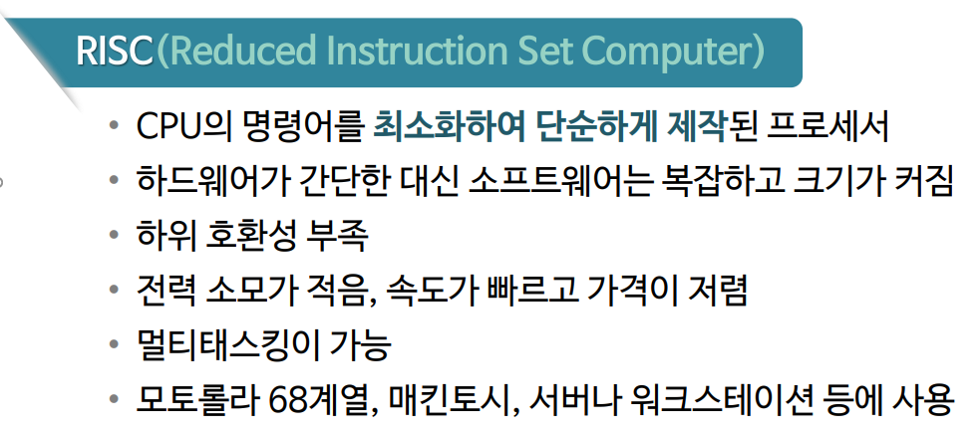 RISC(Reduced Instruction Set Computer)
• CPU의 명령어를 최소화하여 단순하게 제작된 프로세서
• 하드웨어가 간단한 대신 소프트웨어는 복잡하고 크기가 커짐
• 하위 호환성 부족
• 전력 소모가 적음, 속도가 빠르고 가격이 저렴
• 멀티태스킹이 가능
• 모토롤라 68계열, 매킨토시, 서버나 워크스테이션 등에 사용